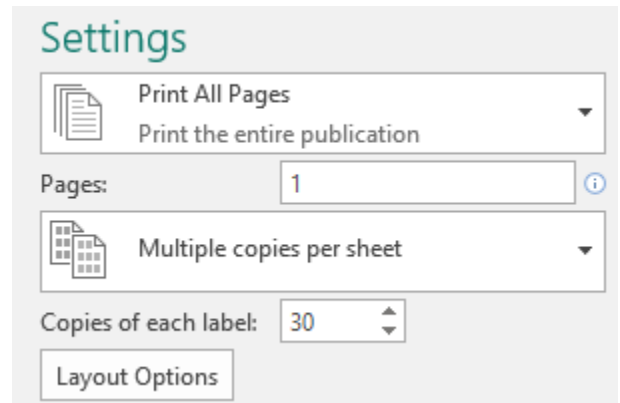 Settings
Print All Pages
Print the entire publication
Pages: 1
Multiple copies per sheet
Copies of each label: 30
Layout Options